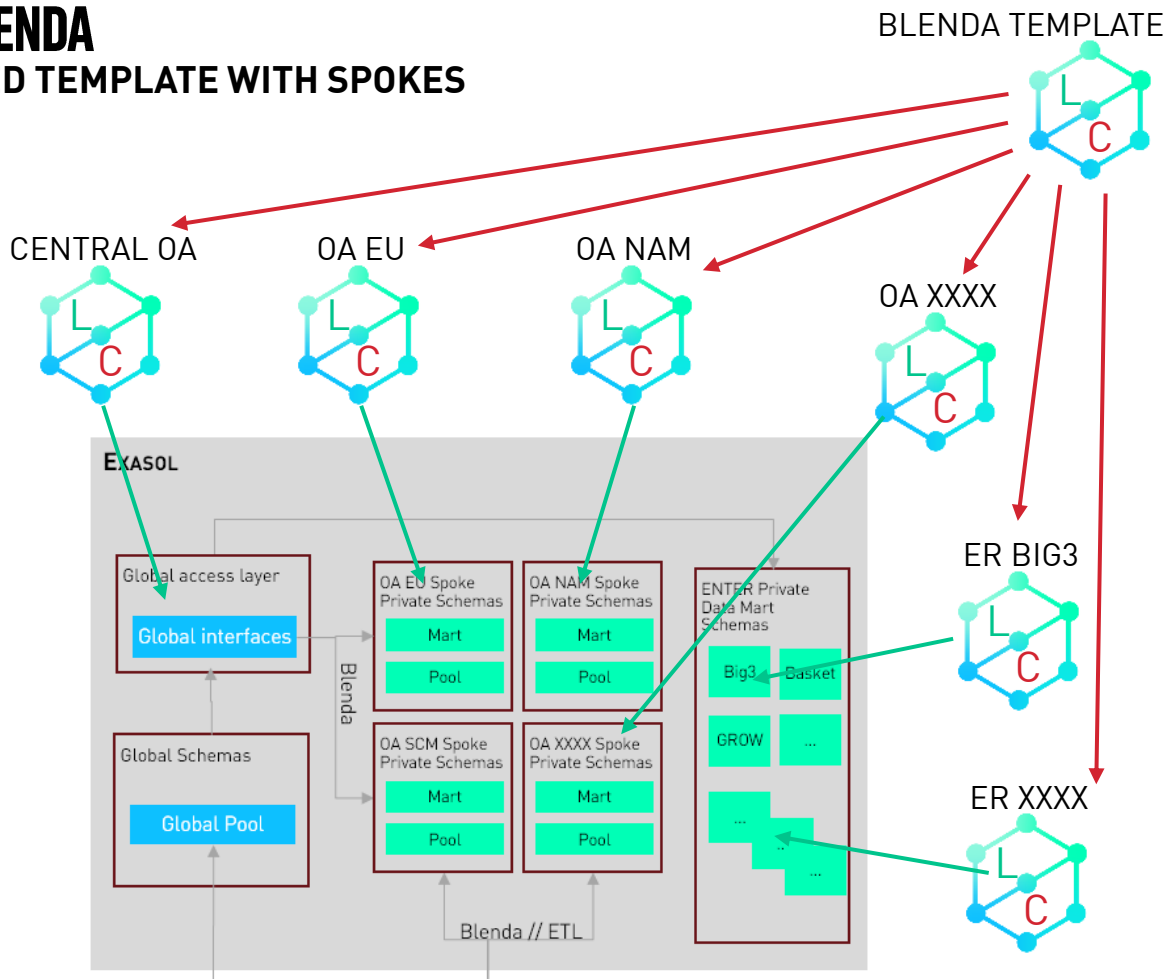 ENDA
D TEMPLATE WITH SPOKES
BLENDA TEMPLATE
L
C
CENTRAL OA
L
C
OA EU
L
C
OA NAM
L
C
OA XXXX
L
C
ER BIG3
L
C
ER XXXX
L
C
EXASOL
Global access layer
Global interfaces
Global Schemas
Global Pool
Blenda
OA EU Spoke
Private Schemas
Mart
Pool
OA NAM Spoke
Private Schemas
Mart
Pool
OA SCM Spoke
Private Schemas
Mart
Pool
OA XXXX Spoke
Private Schemas
Mart
Pool
Blenda // ETL
ENTER Private
Data Mart
Schemas
Big3
Basket
GROW
...
...
..
...